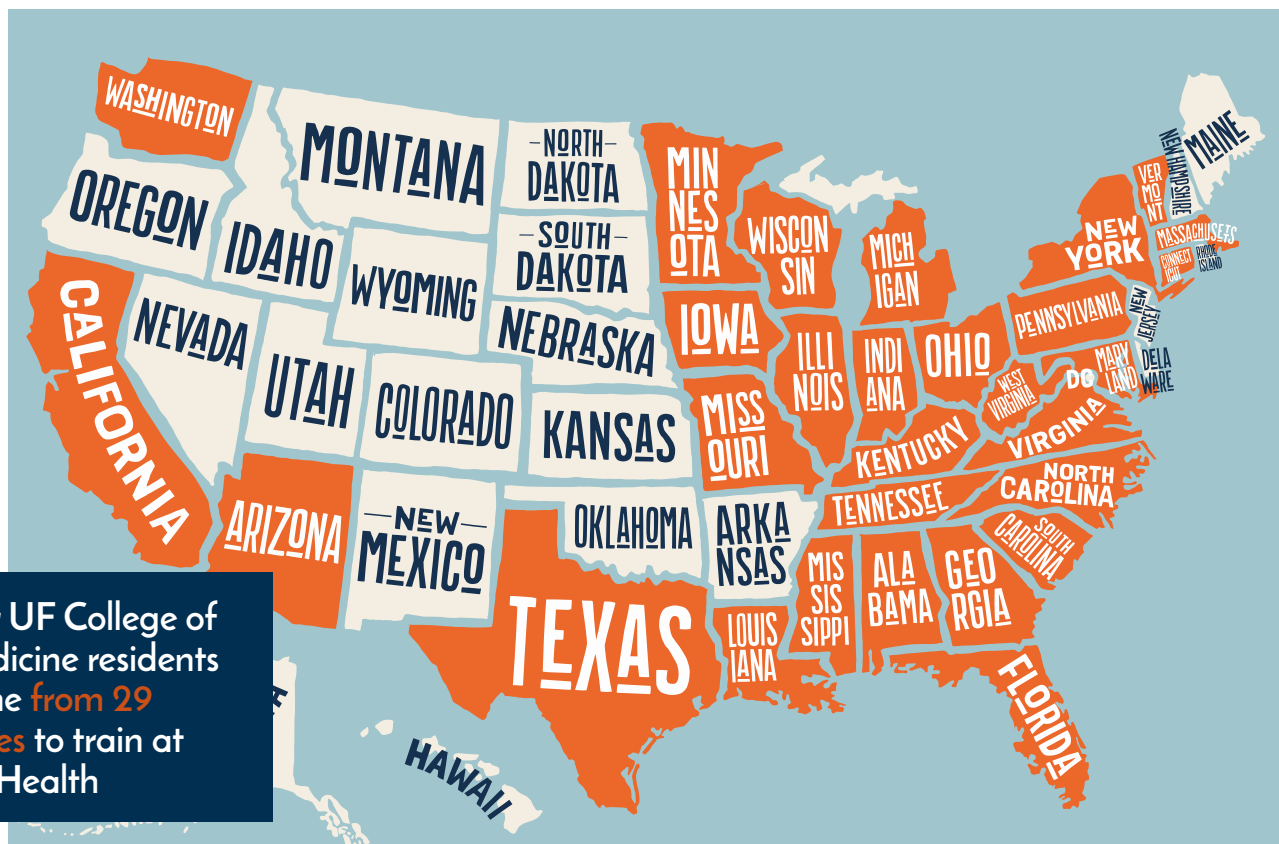 WASHINGTON
MONTANA
–NORTH–
DAKOTA
MIN
NES
OTA
OREGON
IDAHO
WYOMING
–SOUTH–
DAKOTA
WISCON
SIN
MICH
IGAN
NEW
YORK
VER
MO
NT
NEW HAMPSHIRE
MAINE
MASSACHUSETS
CONNECT
ICUT
RHODE
ISLAND
CALIFORNIA
NEVADA
UTAH
COLORADO
NEBRASKA
KANSAS
IOWA
MISS
OURI
ILLI
NOIS
INDI
ANA
OHIO
PENNSYLVANIA
NEW
JERSEY
DC
MARY
LAND
DELA
WARE
WEST
VIRGINIA
VIRGINIA
KENTUCKY
NORTH
CAROLINA
TENNESSEE
SOUTH
CAROLINA
ARIZONA
–NEW–
MEXICO
OKLAHOMA
ARKA
NSAS
TEXAS
LOUIS
IANA
MIS
SIS
SIPPI
ALA
BAMA
GEO
RGIA
FLORIDA
HAWAII
UF College of
dicine residents
from 29
to train at
Health